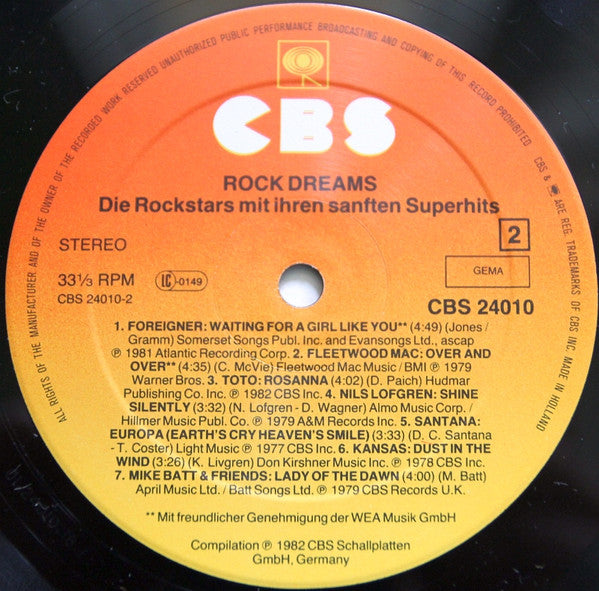 ALL RIGHTS OF THE MANUFACTURER AND OF THE OWNER OF THE RECORDED WORK RESERVED UNAUTHORIZED PUBLIC PERFORMANCE BROADCASTING AND COPYING OF THIS RECORD PROHIBITED
CBS & ARE REG. TRADEMARKS OF CBS INC. MADE IN HOLLAND
CBS
ROCK DREAMS
Die Rockstars mit ihren sanften Superhits
STEREO
2
33⅓ RPM
LC-0149
GEMA
CBS 24010-2
CBS 24010
1. FOREIGNER: WAITING FOR A GIRL LIKE YOU** (4:49) (Jones /
Gramm) Somerset Songs Publ. Inc. and Evansongs Ltd., ascap
℗ 1981 Atlantic Recording Corp. 2. FLEETWOOD MAC: OVER AND
OVER** (4:35) (C. McVie) Fleetwood Mac Music / BMI ℗ 1979
Warner Bros. 3. TOTO: ROSANNA (4:02) (D. Paich) Hudmar
Publishing Co. Inc. ℗ 1982 CBS Inc. 4. NILS LOFGREN: SHINE
SILENTLY (3:32) (N. Lofgren - D. Wagner) Almo Music Corp. /
Hillmer Music Publ. Co. ℗ 1979 A&M Records Inc. 5. SANTANA:
EUROPA (EARTH'S CRY HEAVEN'S SMILE) (3:33) (D. C. Santana
- T. Coster) Light Music ℗ 1977 CBS Inc. 6. KANSAS: DUST IN THE
WIND (3:26) (K. Livgren) Don Kirshner Music Inc. ℗ 1978 CBS Inc.
7. MIKE BATT & FRIENDS: LADY OF THE DAWN (4:00) (M. Batt)
April Music Ltd. / Batt Songs Ltd. ℗ 1979 CBS Records U.K.
** Mit freundlicher Genehmigung der WEA Musik GmbH
Compilation ℗ 1982 CBS Schallplatten
GmbH, Germany